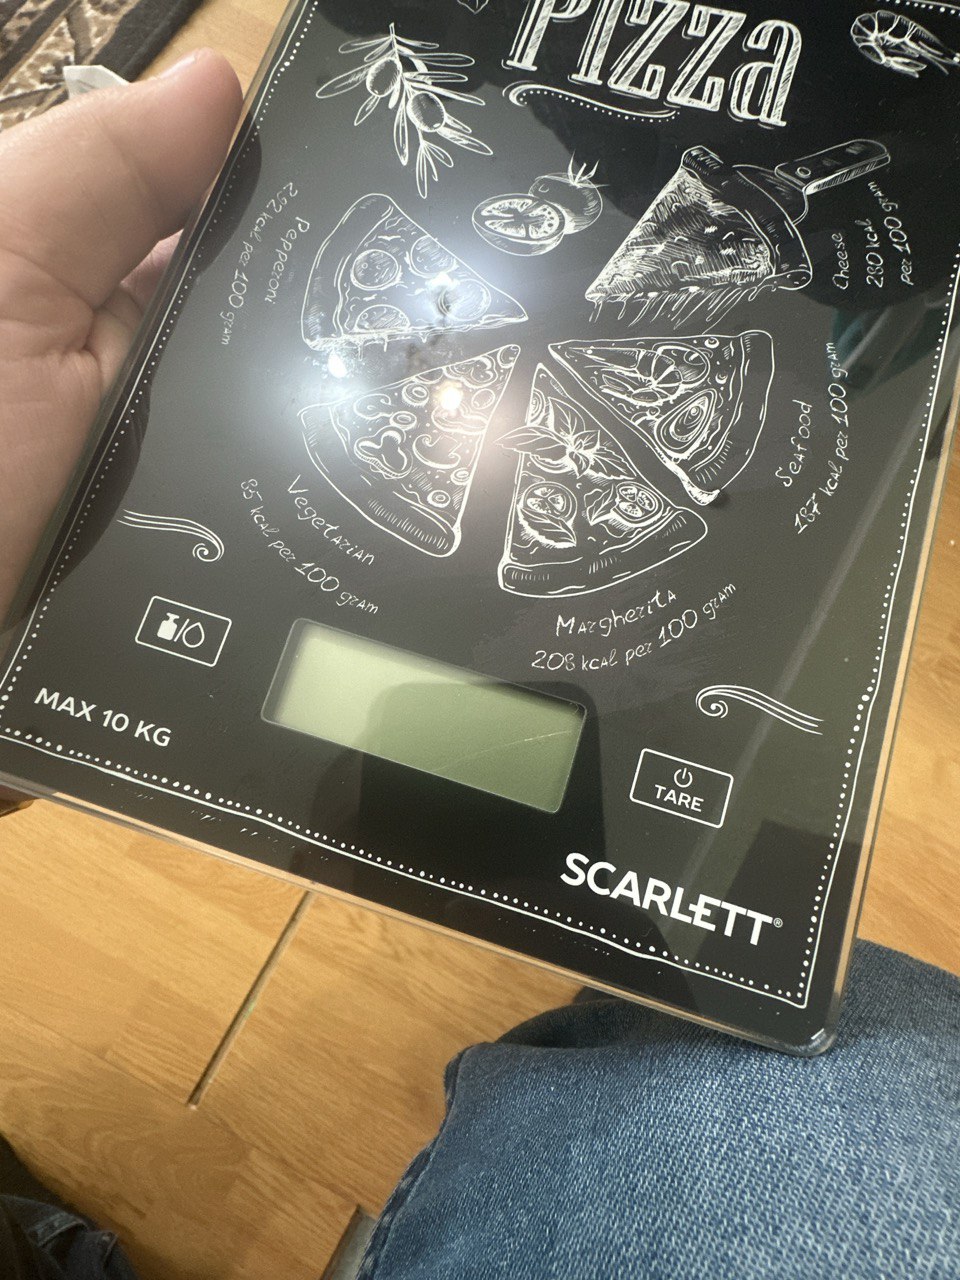 Pizza
Pepperoni
292 kcal per 100 gram
Cheese
280 kcal
per 100 gram
Seafood
187 kcal per 100 gram
Vegetarian
85 kcal per 100 gram
Margherita
208 kcal per 100 gram
MAX 10 KG
TARE
SCARLETT®